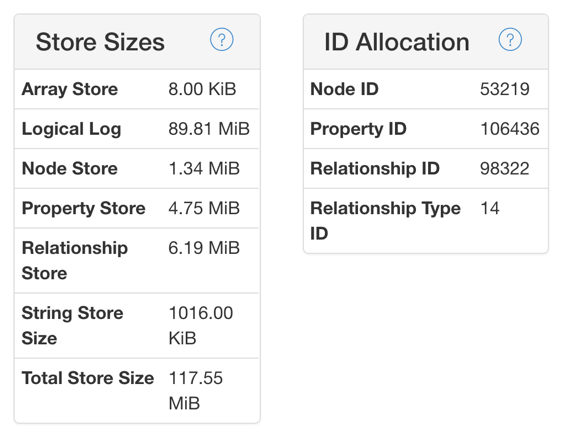 Store Sizes ?
Array Store 8.00 KiB
Logical Log 89.81 MiB
Node Store 1.34 MiB
Property Store 4.75 MiB
Relationship 6.19 MiB
Store
String Store 1016.00
Size KiB
Total Store Size 117.55
MiB
ID Allocation ?
Node ID 53219
Property ID 106436
Relationship ID 98322
Relationship Type 14
ID